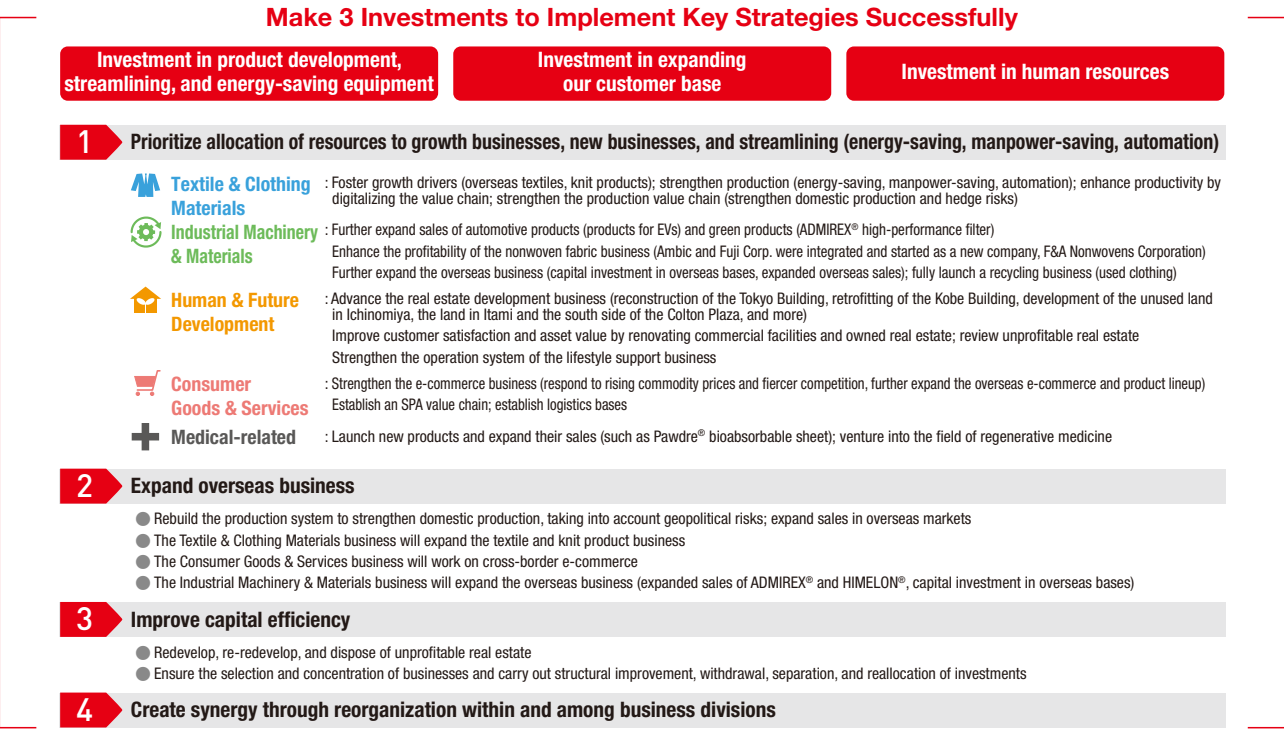 Make 3 Investments to Implement Key Strategies Successfully
Investment in product development,
streamlining, and energy-saving equipment
Investment in expanding
our customer base
Investment in human resources
1 Prioritize allocation of resources to growth businesses, new businesses, and streamlining (energy-saving, manpower-saving, automation)
Textile & Clothing
Materials
: Foster growth drivers (overseas textiles, knit products); strengthen production (energy-saving, manpower-saving, automation); enhance productivity by
digitalizing the value chain; strengthen the production value chain (strengthen domestic production and hedge risks)
Industrial Machinery
& Materials
: Further expand sales of automotive products (products for EVs) and green products (ADMIREX® high-performance filter)
Enhance the profitability of the nonwoven fabric business (Ambic and Fuji Corp. were integrated and started as a new company, F&A Nonwovens Corporation)
Further expand the overseas business (capital investment in overseas bases, expanded overseas sales); fully launch a recycling business (used clothing)
Human & Future
Development
: Advance the real estate development business (reconstruction of the Tokyo Building, retrofitting of the Kobe Building, development of the unused land
in Ichinomiya, the land in Itami and the south side of the Colton Plaza, and more)
Improve customer satisfaction and asset value by renovating commercial facilities and owned real estate; review unprofitable real estate
Strengthen the operation system of the lifestyle support business
Consumer
Goods & Services
: Strengthen the e-commerce business (respond to rising commodity prices and fiercer competition, further expand the overseas e-commerce and product lineup)
Establish an SPA value chain; establish logistics bases
Medical-related
: Launch new products and expand their sales (such as Pawdre® bioabsorbable sheet); venture into the field of regenerative medicine
2 Expand overseas business
● Rebuild the production system to strengthen domestic production, taking into account geopolitical risks; expand sales in overseas markets
● The Textile & Clothing Materials business will expand the textile and knit product business
● The Consumer Goods & Services business will work on cross-border e-commerce
● The Industrial Machinery & Materials business will expand the overseas business (expanded sales of ADMIREX® and HIMELON®, capital investment in overseas bases)
3 Improve capital efficiency
● Redevelop, re-redevelop, and dispose of unprofitable real estate
● Ensure the selection and concentration of businesses and carry out structural improvement, withdrawal, separation, and reallocation of investments
4 Create synergy through reorganization within and among business divisions